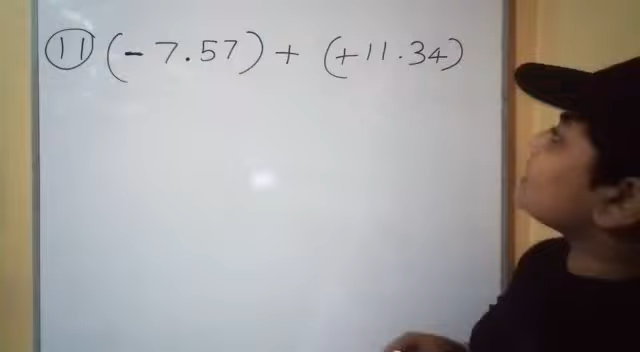 ⑪ (-7.57) + (+11.34)